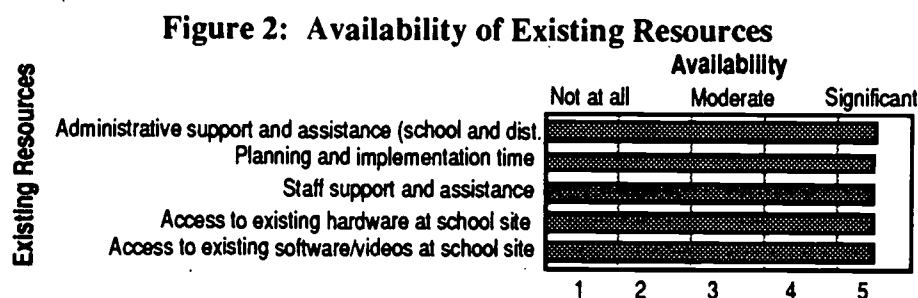 Figure 2: Availability of Existing Resources
Availability
Not at all Moderate Significant
Existing Resources
Administrative support and assistance (school and dist.
Planning and implementation time
Staff support and assistance
Access to existing hardware at school site
Access to existing software/videos at school site
1 2 3 4 5